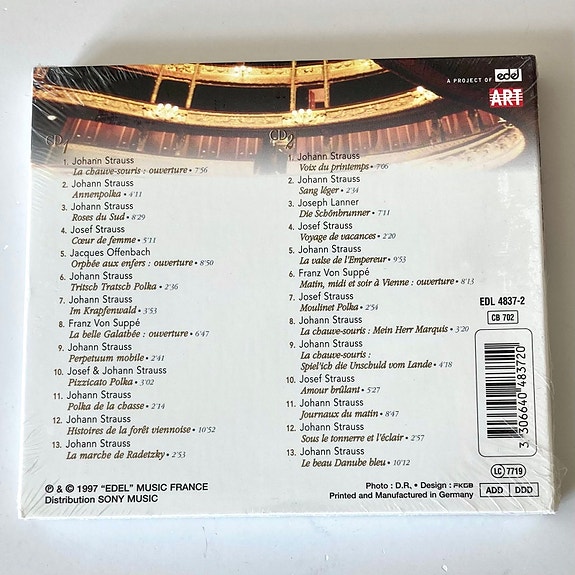 A PROJECT OF edel
ART
CD1
1. Johann Strauss
La chauve-souris : ouverture • 7'56
2. Johann Strauss
Annenpolka • 4'11
3. Johann Strauss
Roses du Sud • 8'29
4. Josef Strauss
Cœur de femme • 5'11
5. Jacques Offenbach
Orphée aux enfers : ouverture • 8'50
6. Johann Strauss
Tritsch Tratsch Polka • 2'36
7. Johann Strauss
Im Krapfenwald • 3'53
8. Franz Von Suppé
La belle Galathée : ouverture • 6'47
9. Johann Strauss
Perpetuum mobile • 2'41
10. Josef & Johann Strauss
Pizzicato Polka • 3'02
11. Johann Strauss
Polka de la chasse • 2'14
12. Johann Strauss
Histoires de la forêt viennoise • 10'52
13. Johann Strauss
La marche de Radetzky • 2'53
CD2
1. Johann Strauss
Voix du printemps • 7'06
2. Johann Strauss
Sang léger • 2'34
3. Joseph Lanner
Die Schönbrunner • 7'11
4. Josef Strauss
Voyage de vacances • 2'20
5. Johann Strauss
La valse de l'Empereur • 9'53
6. Franz Von Suppé
Matin, midi et soir à Vienne : ouverture • 8'13
7. Josef Strauss
Moulinet Polka • 2'54
8. Johann Strauss
La chauve-souris : Mein Herr Marquis • 3'20
9. Johann Strauss
La chauve-souris :
Spiel'ich die Unschuld vom Lande • 4'18
10. Josef Strauss
Amour brûlant • 5'27
11. Johann Strauss
Journaux du matin • 8'47
12. Johann Strauss
Sous le tonnerre et l'éclair • 2'57
13. Johann Strauss
Le beau Danube bleu • 10'12
EDL 4837-2
CB 702
3 306640 483720
LC 7719
ADD DDD
℗ & © 1997 "EDEL" MUSIC FRANCE
Distribution SONY MUSIC
Photo : D.R. • Design : FKGB
Printed and Manufactured in Germany